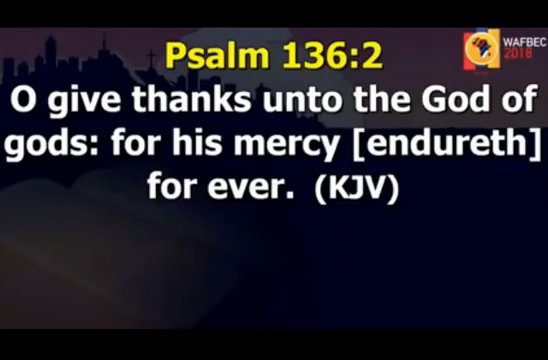 Psalm 136:2
WAFBEC
2018
O give thanks unto the God of
gods: for his mercy [endureth]
for ever. (KJV)